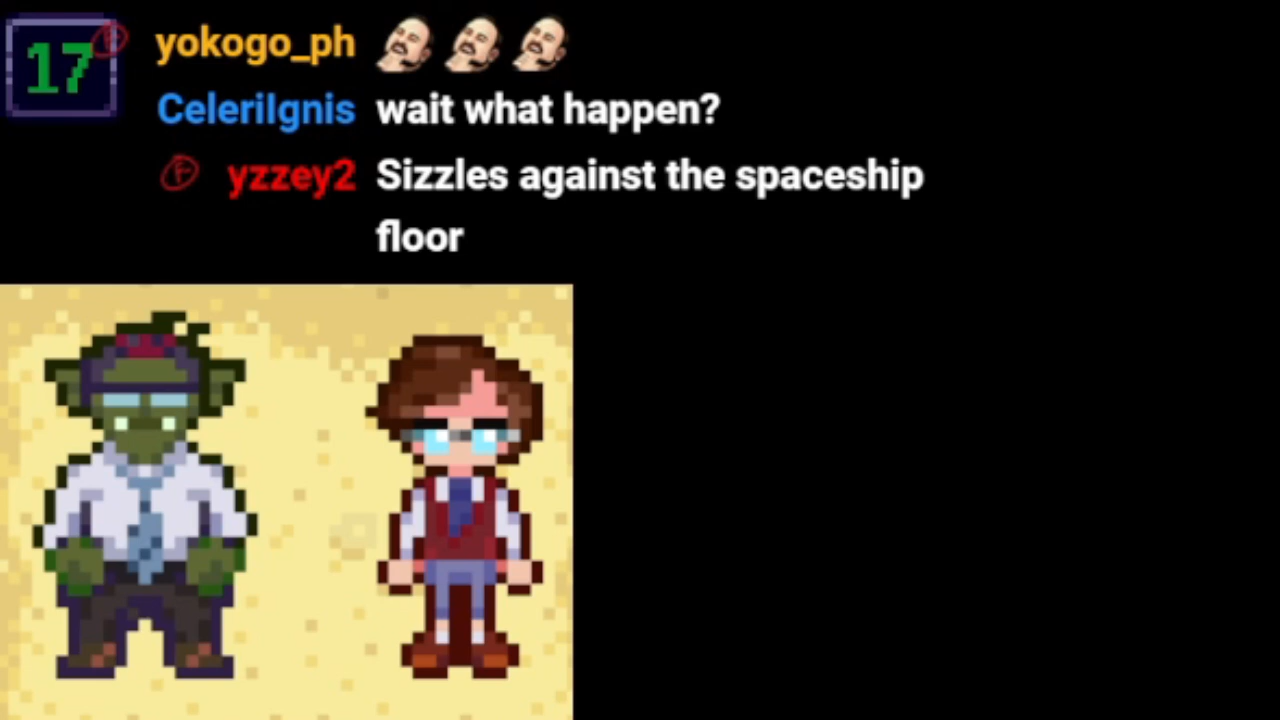 17
yokogo_ph
CeleriIgnis wait what happen?
F yzzey2 Sizzles against the spaceship
floor